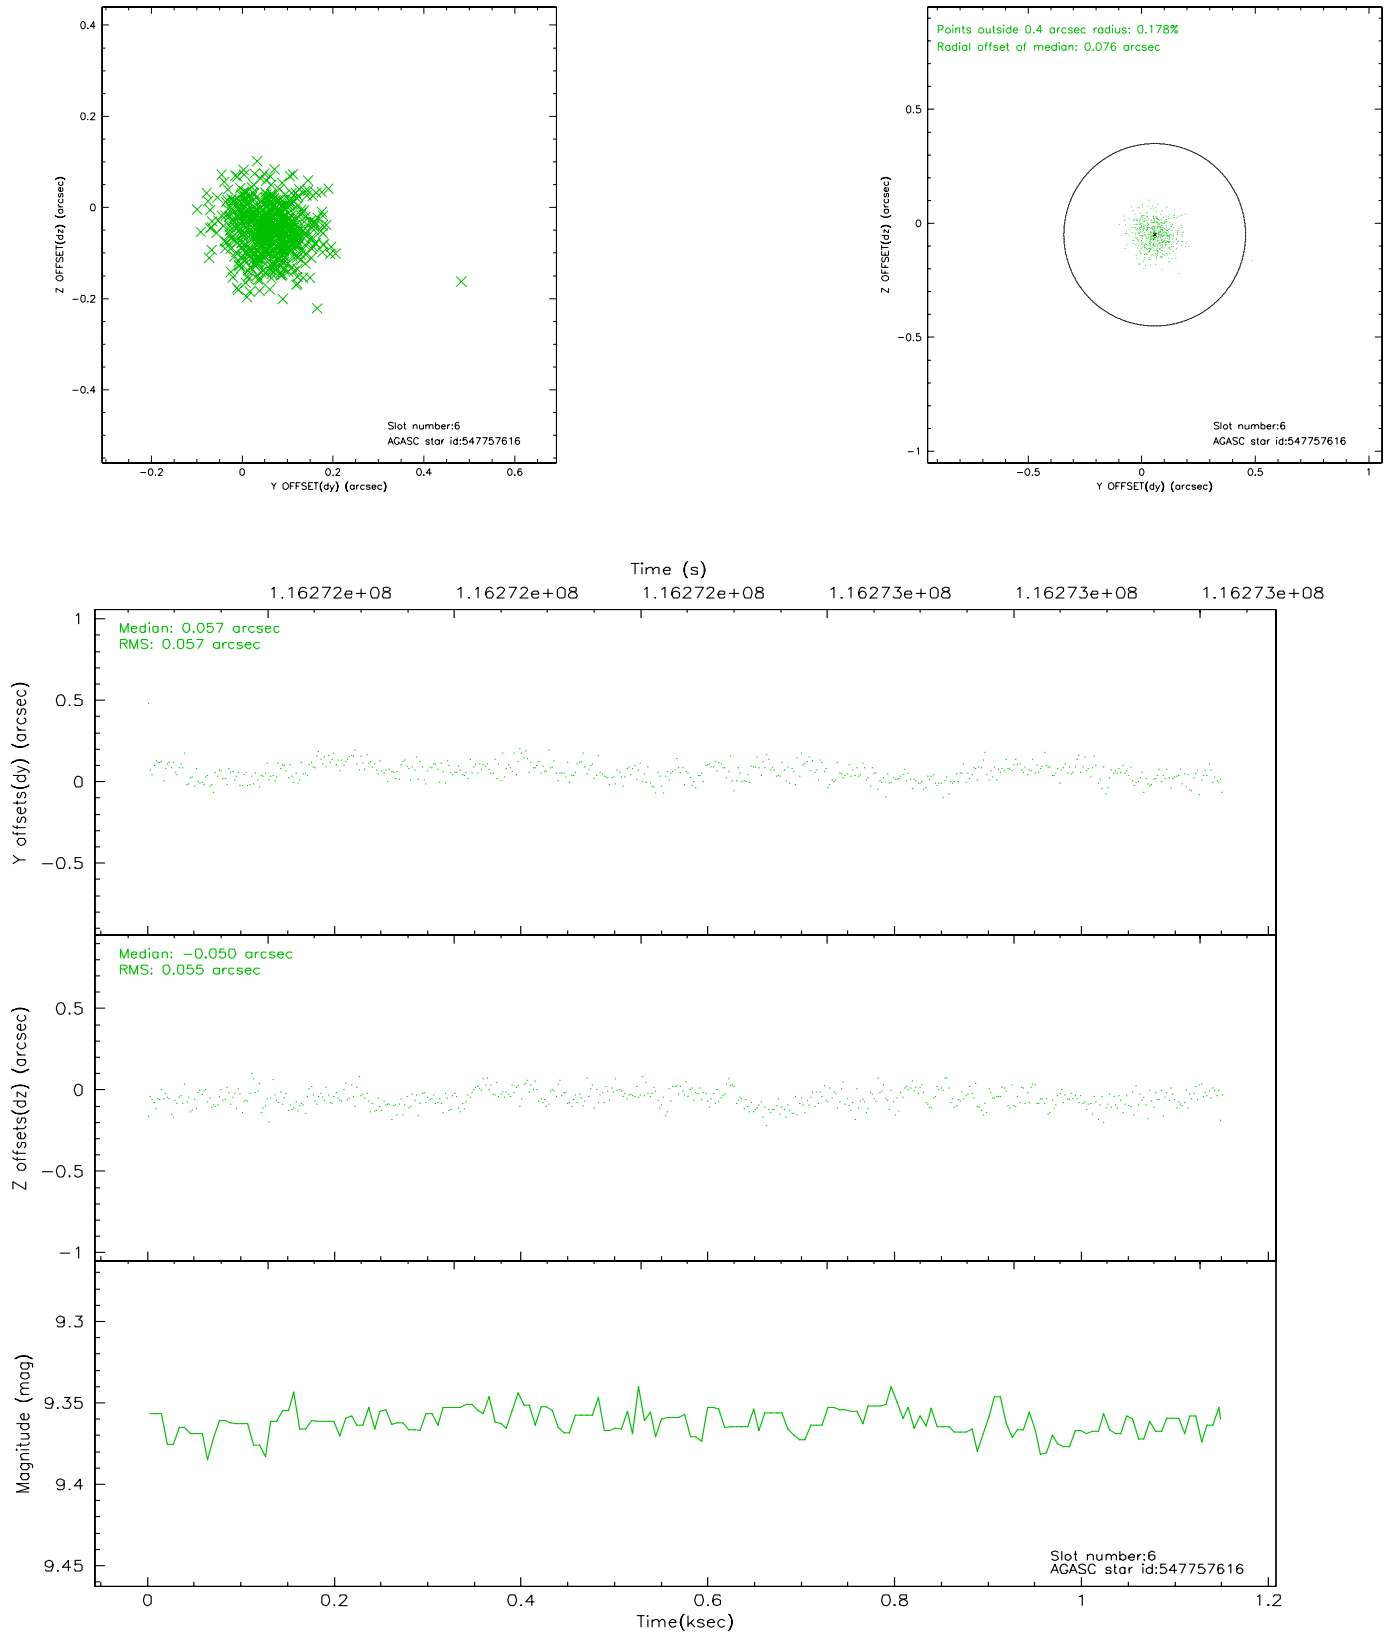 0.4
0.2
0
−0.2
−0.4
Z OFFSET(dz) (arcsec)
Slot number:6
AGASC star id:547757616
−0.2 0 0.2 0.4 0.6
Y OFFSET(dy) (arcsec)
Points outside 0.4 arcsec radius: 0.178%
Radial offset of median: 0.076 arcsec
0.5
0
−0.5
−1
Z OFFSET(dz) (arcsec)
Slot number:6
AGASC star id:547757616
−0.5 0 0.5 1
Y OFFSET(dy) (arcsec)
Time (s)
1.16272e+08 1.16272e+08 1.16272e+08 1.16273e+08 1.16273e+08 1.16273e+08
Median: 0.057 arcsec
RMS: 0.057 arcsec
1
0.5
0
−0.5
Y offsets(dy) (arcsec)
Median: −0.050 arcsec
RMS: 0.055 arcsec
0.5
0
−0.5
−1
Z offsets(dz) (arcsec)
9.3
9.35
9.4
9.45
Magnitude (mag)
Slot number:6
AGASC star id:547757616
0 0.2 0.4 0.6 0.8 1 1.2
Time(ksec)